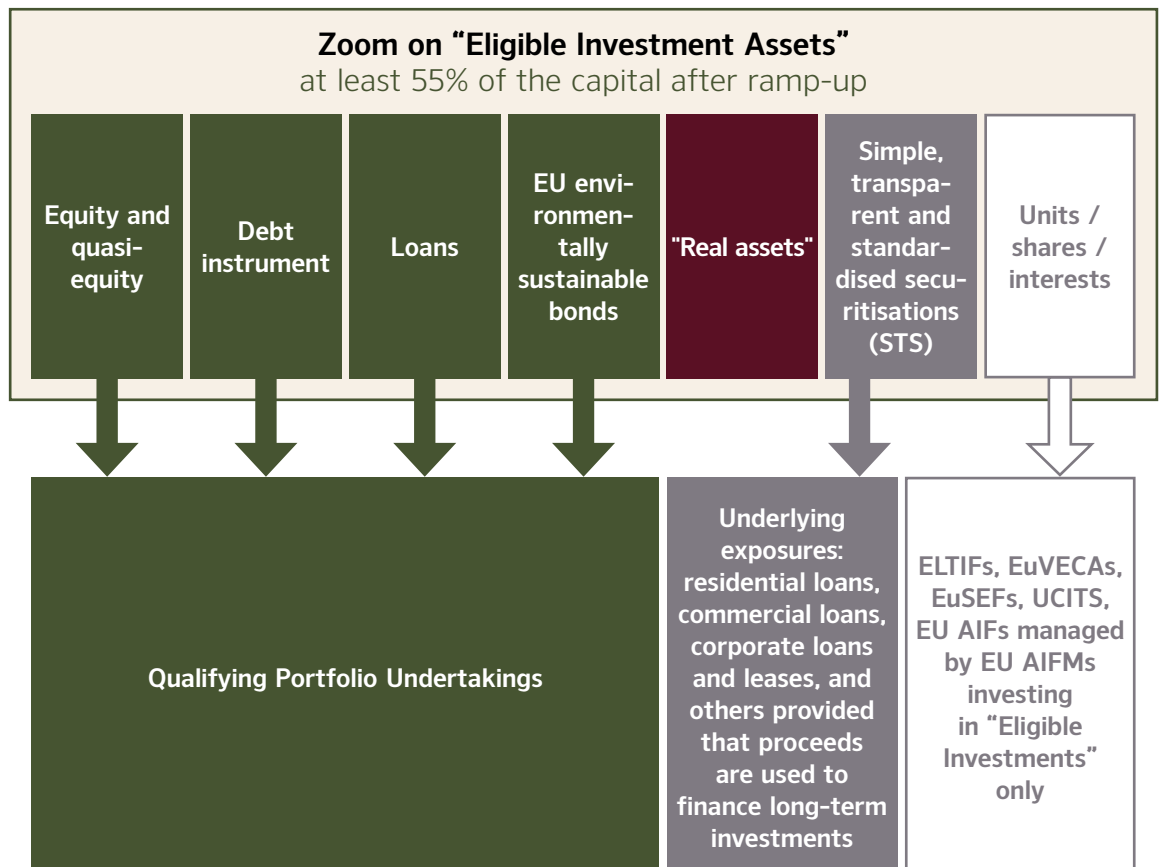 Zoom on “Eligible Investment Assets”
at least 55% of the capital after ramp-up
Equity and
quasi-
equity
Debt
instrument
Loans
EU envi-
ronmen-
tally
sustainable
bonds
"Real assets"
Simple,
transpa-
rent and
standar-
dised secu-
ritisations
(STS)
Units /
shares /
interests
Qualifying Portfolio Undertakings
Underlying
exposures:
residential loans,
commercial loans,
corporate loans
and leases, and
others provided
that proceeds
are used to
finance long-term
investments
ELTIFs, EuVECAs,
EuSEFs, UCITS,
EU AIFs managed
by EU AIFMs
investing
in “Eligible
Investments”
only